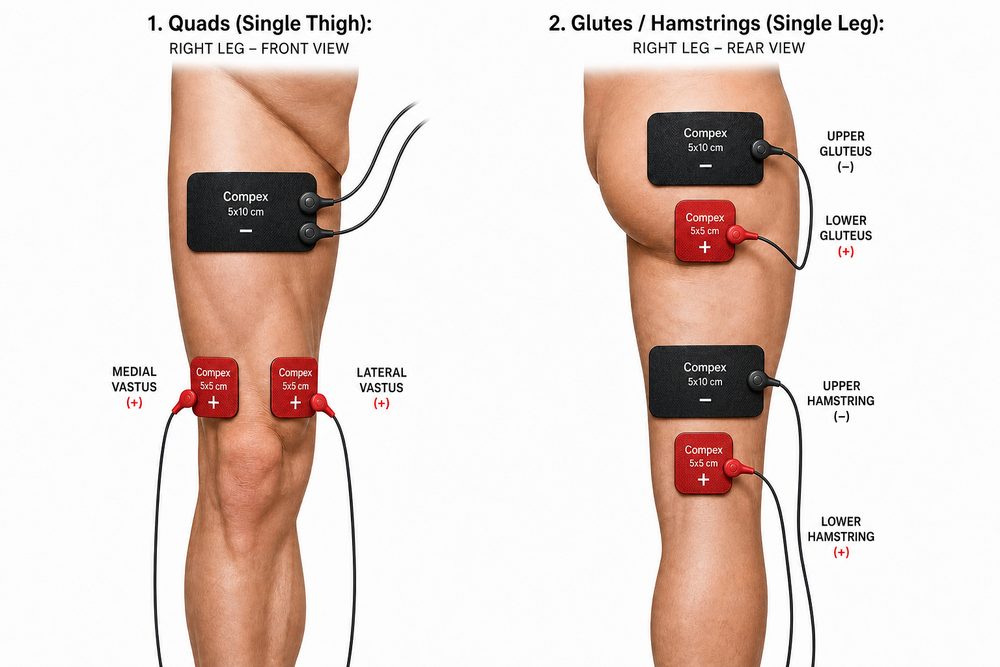 1. Quads (Single Thigh):
RIGHT LEG – FRONT VIEW
Compex
5x10 cm
–
MEDIAL
VASTUS
(+)
Compex
5x5 cm
+
Compex
5x5 cm
+
LATERAL
VASTUS
(+)
2. Glutes / Hamstrings (Single Leg):
RIGHT LEG – REAR VIEW
Compex
5x10 cm
–
UPPER
GLUTEUS
(–)
Compex
5x5 cm
+
LOWER
GLUTEUS
(+)
Compex
5x10 cm
–
UPPER
HAMSTRING
(–)
Compex
5x5 cm
+
LOWER
HAMSTRING
(+)